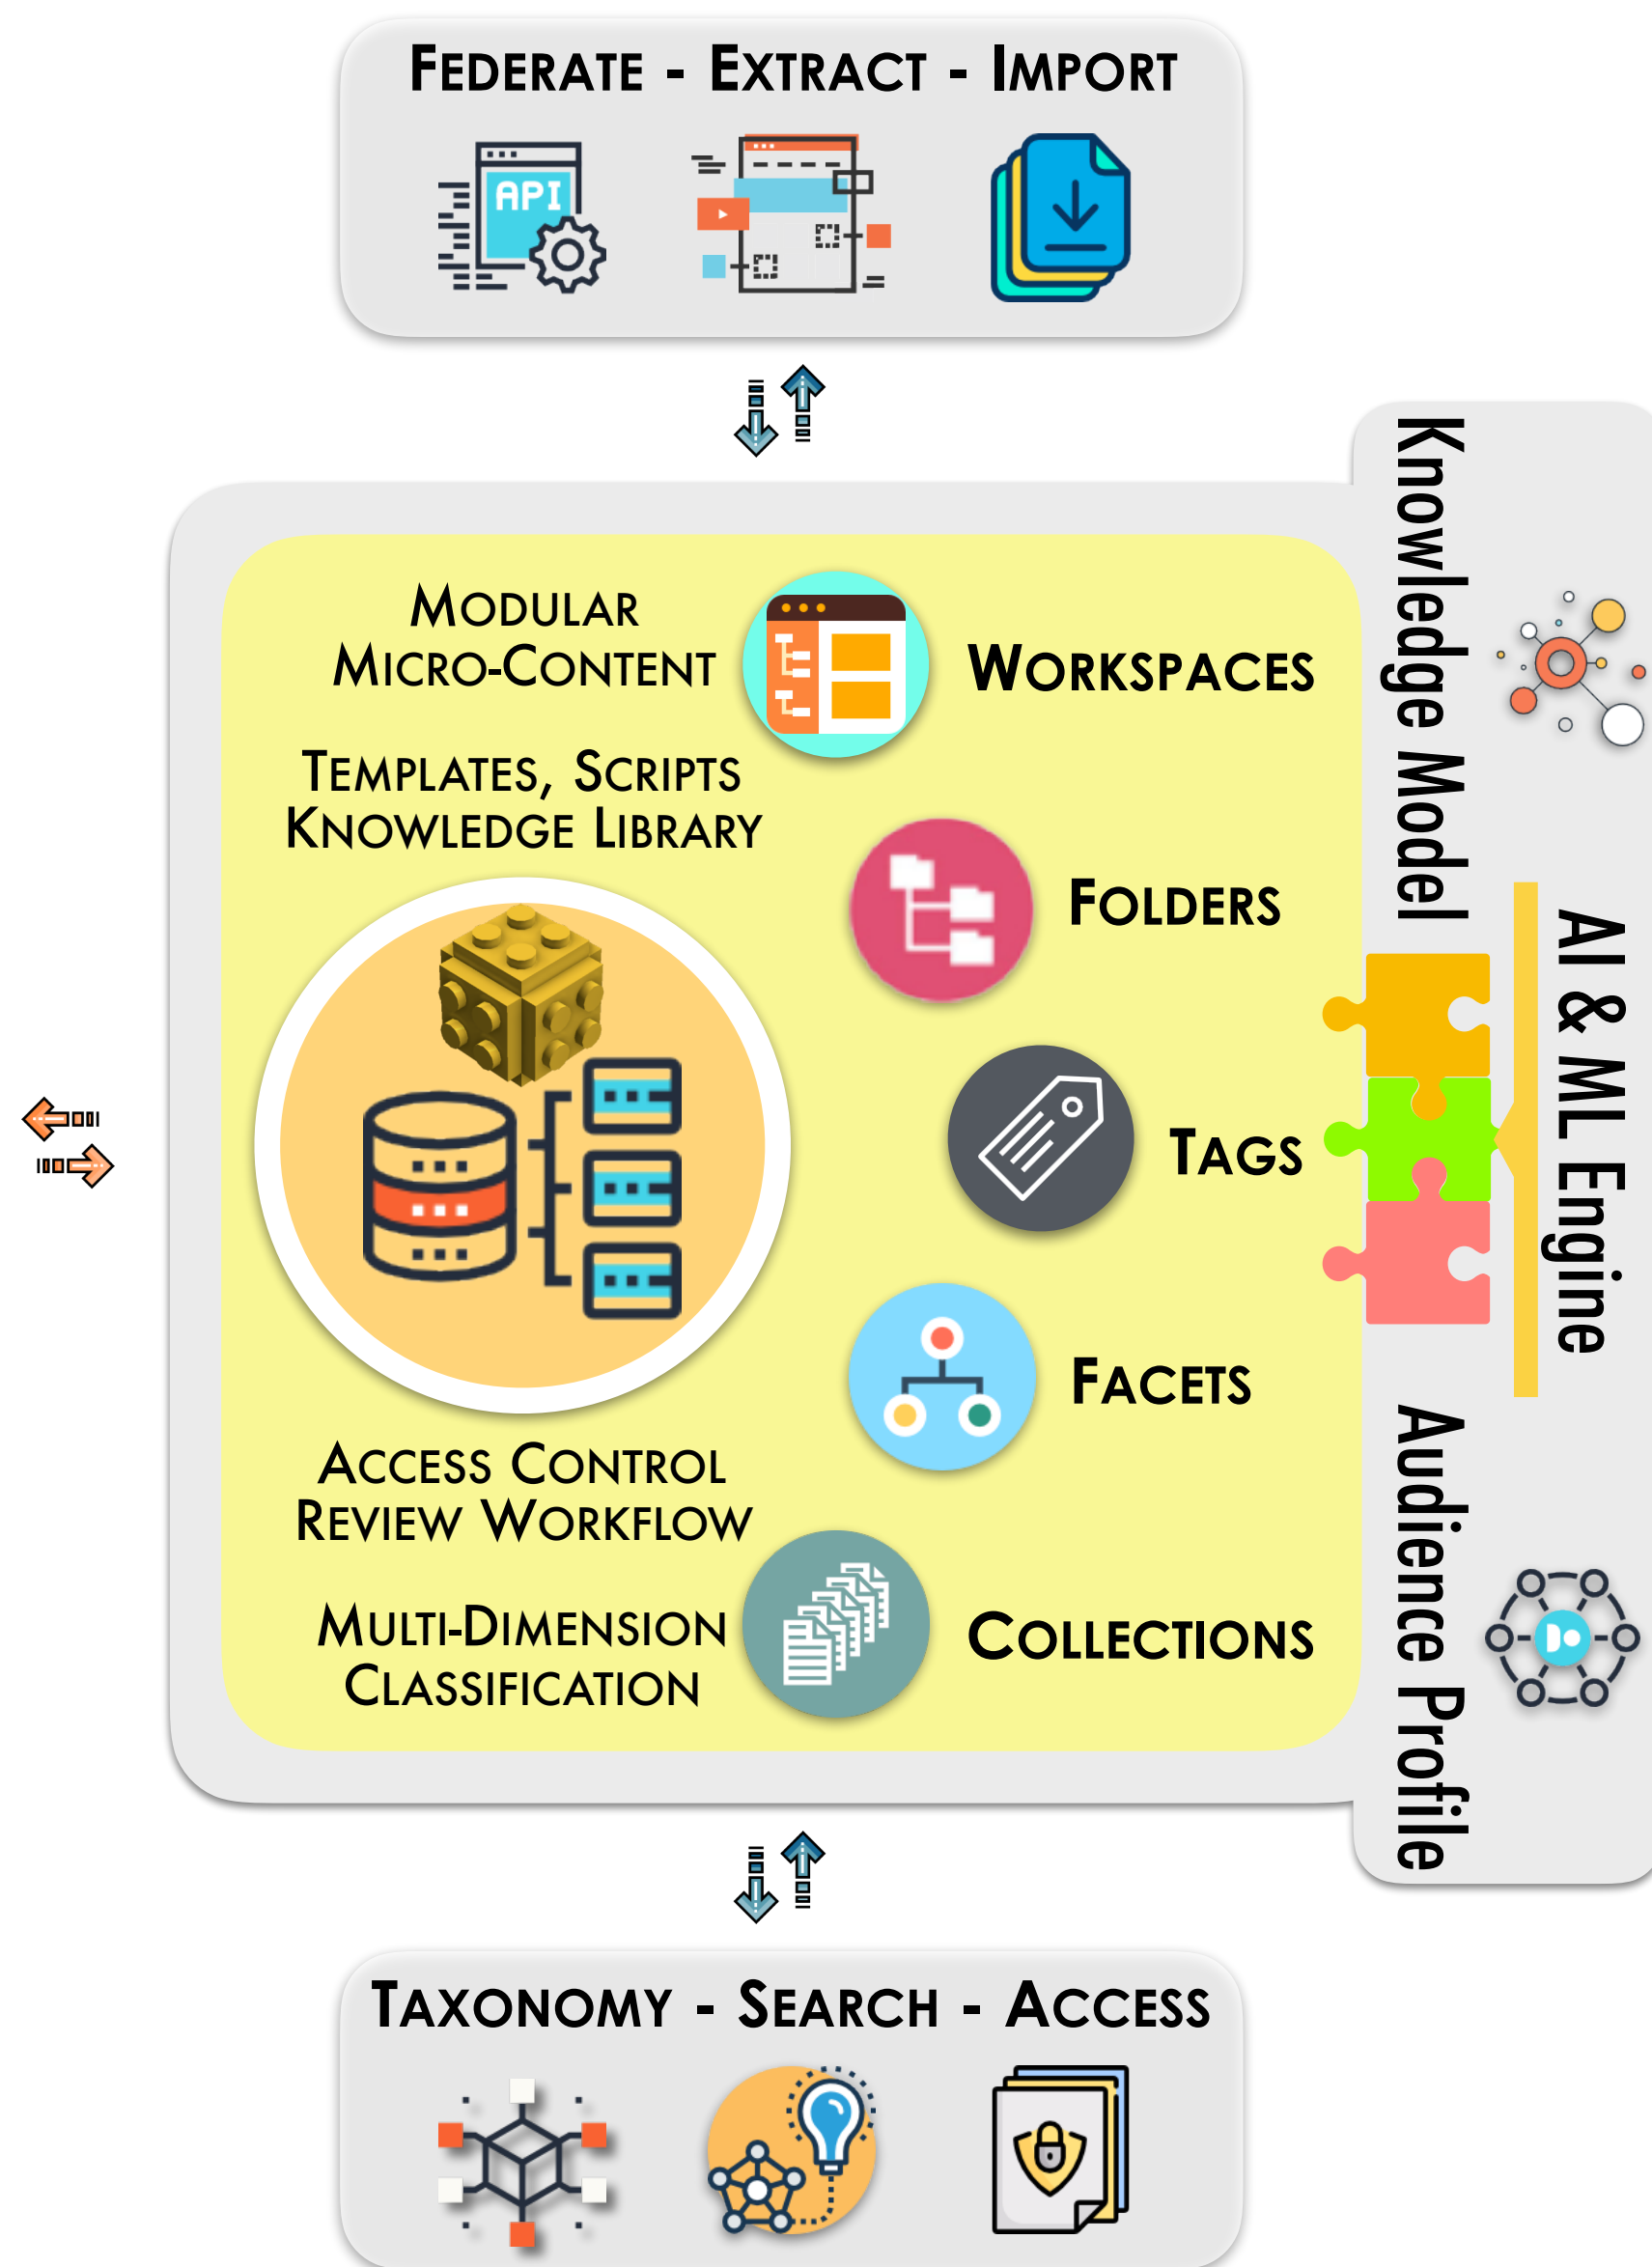 FEDERATE - EXTRACT - IMPORT
API
MODULAR
MICRO-CONTENT
WORKSPACES
TEMPLATES, SCRIPTS
KNOWLEDGE LIBRARY
FOLDERS
TAGS
FACETS
ACCESS CONTROL
REVIEW WORKFLOW
MULTI-DIMENSION
CLASSIFICATION
COLLECTIONS
Knowledge Model
AI & ML Engine
Audience Profile
TAXONOMY - SEARCH - ACCESS